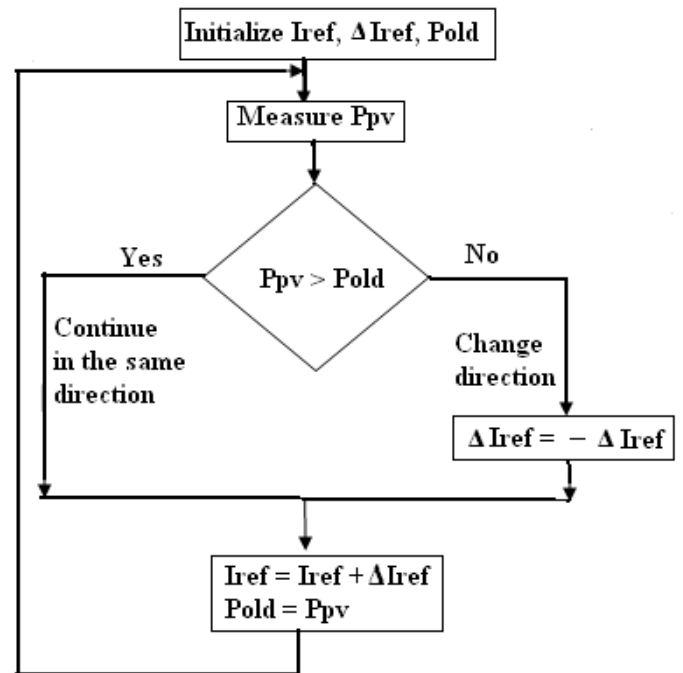 Initialize Iref, Δ Iref, Pold
Measure Ppv
Yes
No
Ppv > Pold
Continue
in the same
direction
Change
direction
Δ Iref = − Δ Iref
Iref = Iref + ΔIref
Pold = Ppv